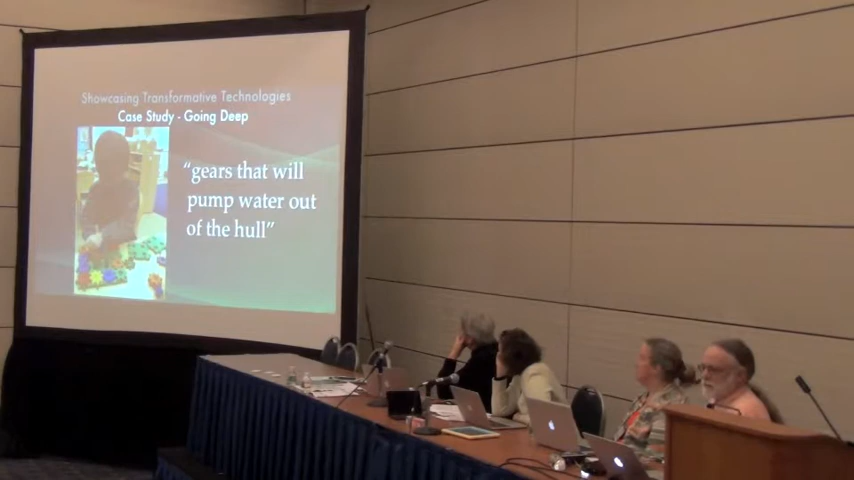 Showcasing Transformative Technologies
Case Study - Going Deep
“gears that will
pump water out
of the hull”